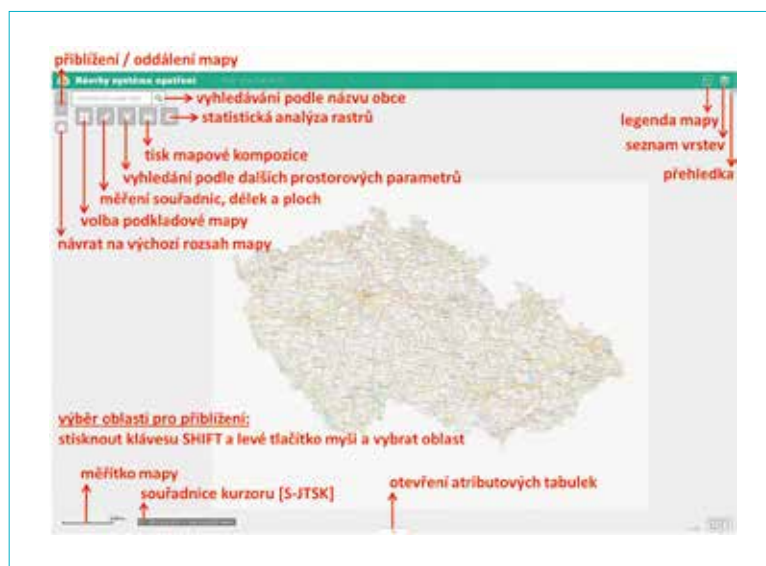 přiblížení / oddálení mapy
Návrhy systému opatření
vyhledávání podle názvu obce
statistická analýza rastrů
legenda mapy
tisk mapové kompozice
seznam vrstev
vyhledání podle dalších prostorových parametrů
přehledka
měření souřadnic, délek a ploch
volba podkladové mapy
návrat na výchozí rozsah mapy
výběr oblasti pro přiblížení:
stisknout klávesu SHIFT a levé tlačítko myši a vybrat oblast
měřítko mapy
otevření atributových tabulek
souřadnice kurzoru [S-JTSK]